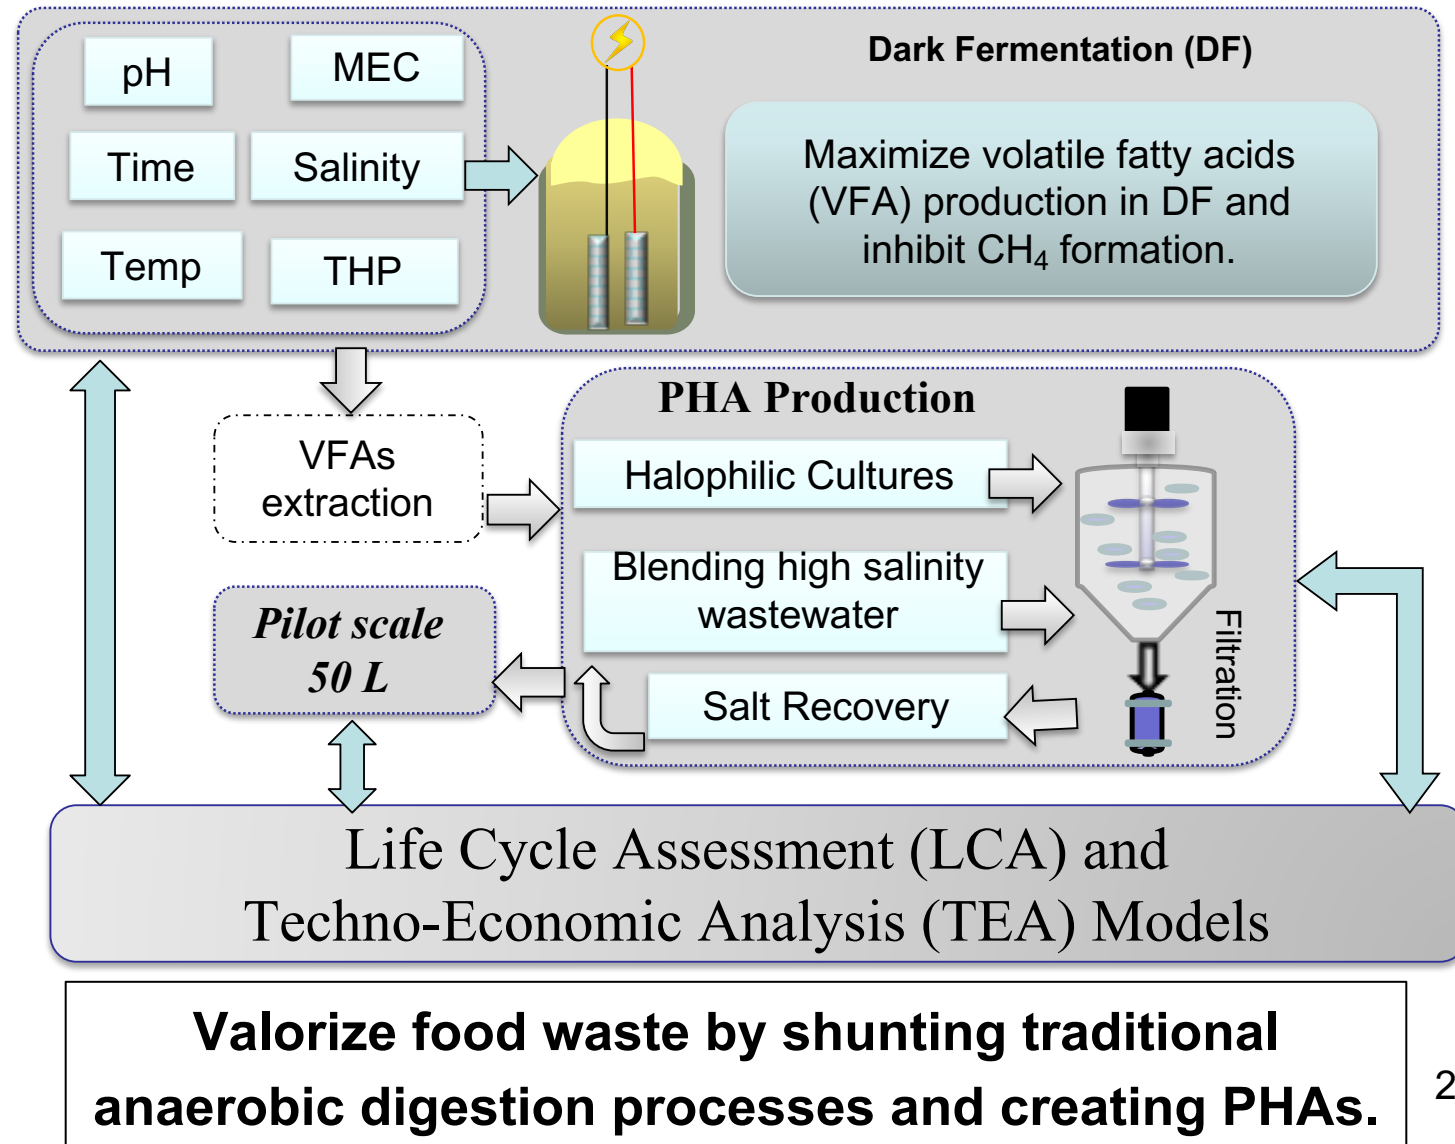 Dark Fermentation (DF)
pH
MEC
Time
Salinity
Temp
THP
Maximize volatile fatty acids
(VFA) production in DF and
inhibit CH₄ formation.
VFAs
extraction
PHA Production
Halophilic Cultures
Blending high salinity
wastewater
Salt Recovery
Filtration
Pilot scale
50 L
Life Cycle Assessment (LCA) and
Techno-Economic Analysis (TEA) Models
Valorize food waste by shunting traditional
anaerobic digestion processes and creating PHAs.
2